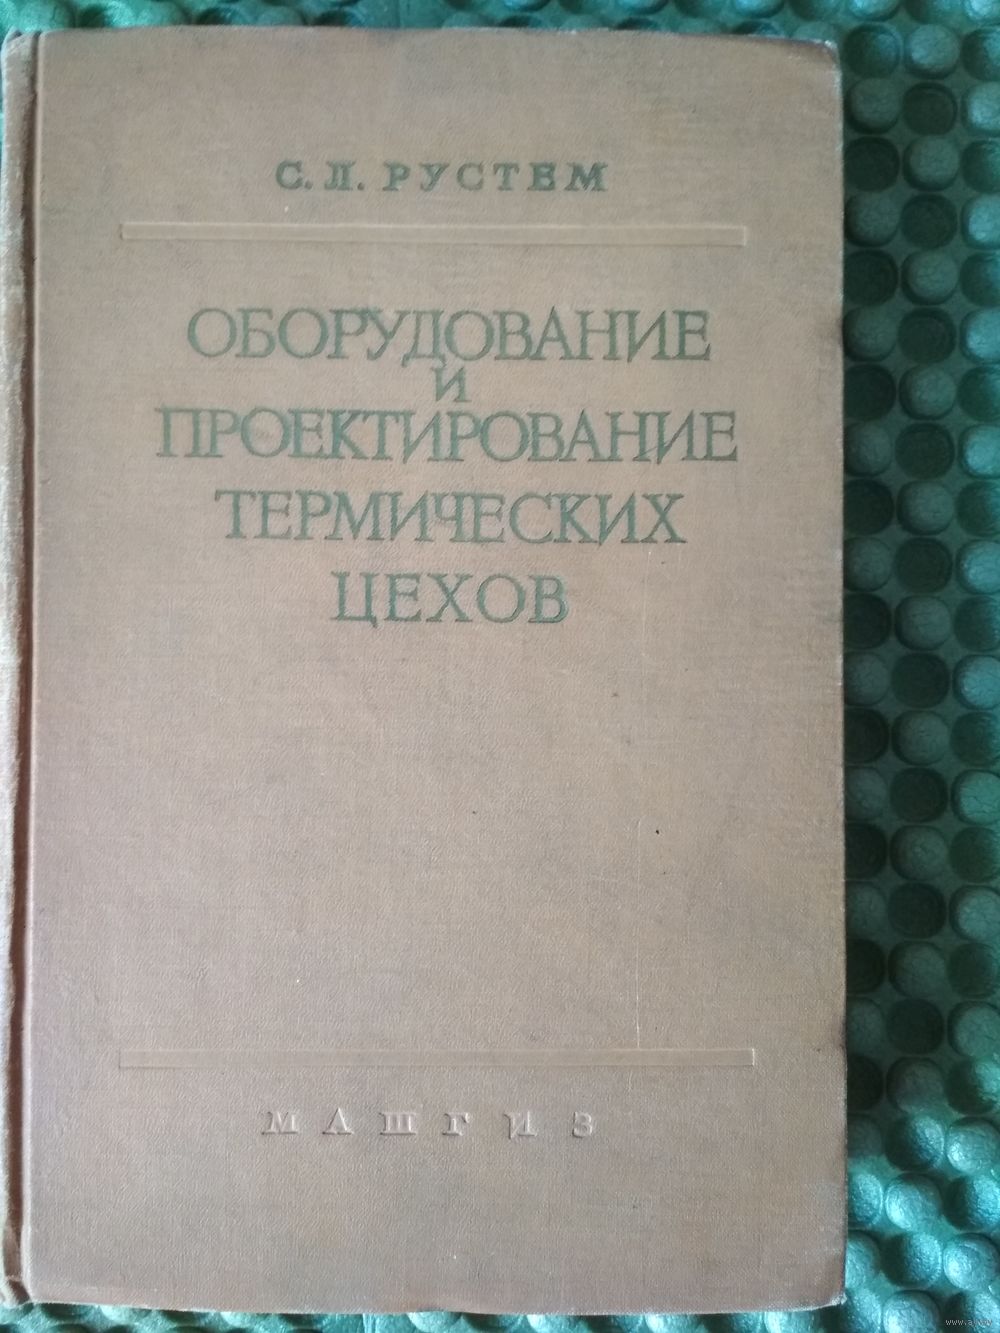 С. Л. РУСТЕМ
ОБОРУДОВАНИЕ
И
ПРОЕКТИРОВАНИЕ
ТЕРМИЧЕСКИХ
ЦЕХОВ
МАШГИЗ